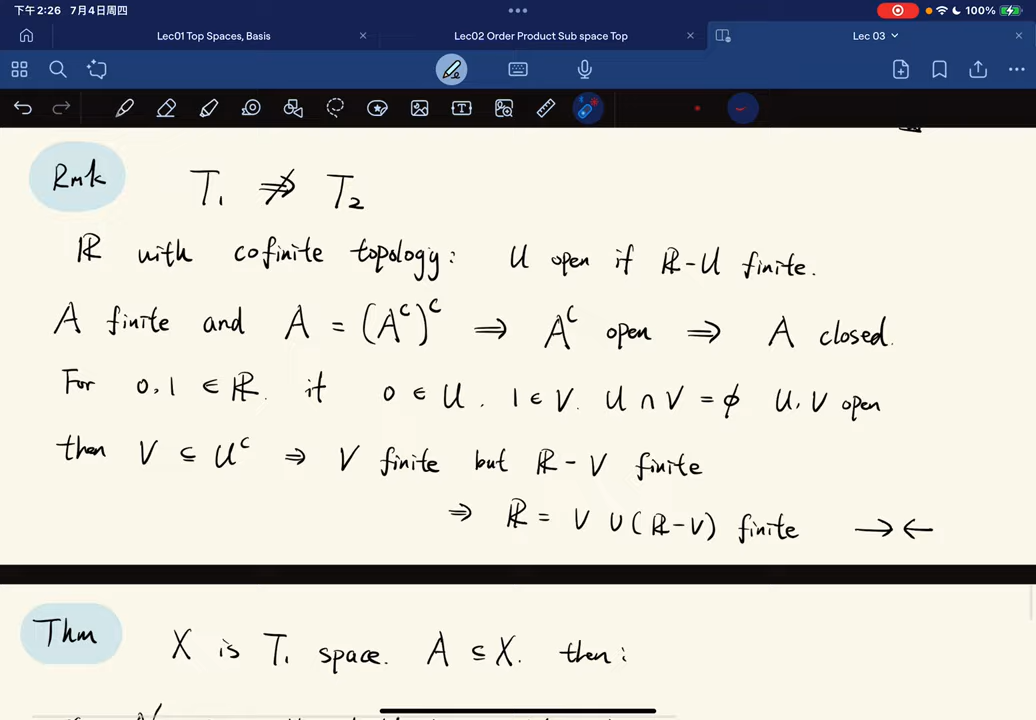 下午2:26 7月4日周四
100%
Lec01 Top Spaces, Basis
Lec02 Order Product Sub space Top
Lec 03
Rmk
T₁ ⇏ T₂
ℝ with cofinite topology: U open if ℝ-U finite.
A finite and A = (Aᶜ)ᶜ ⇒ Aᶜ open ⇒ A closed.
For 0,1 ∈ ℝ. if 0 ∈ U. 1 ∈ V. U ∩ V = ϕ U, V open
then V ⊆ Uᶜ ⇒ V finite but ℝ - V finite
⇒ ℝ = V ∪ (ℝ-V) finite →←
Thm
X is T₁ space. A ⊆ X. then: